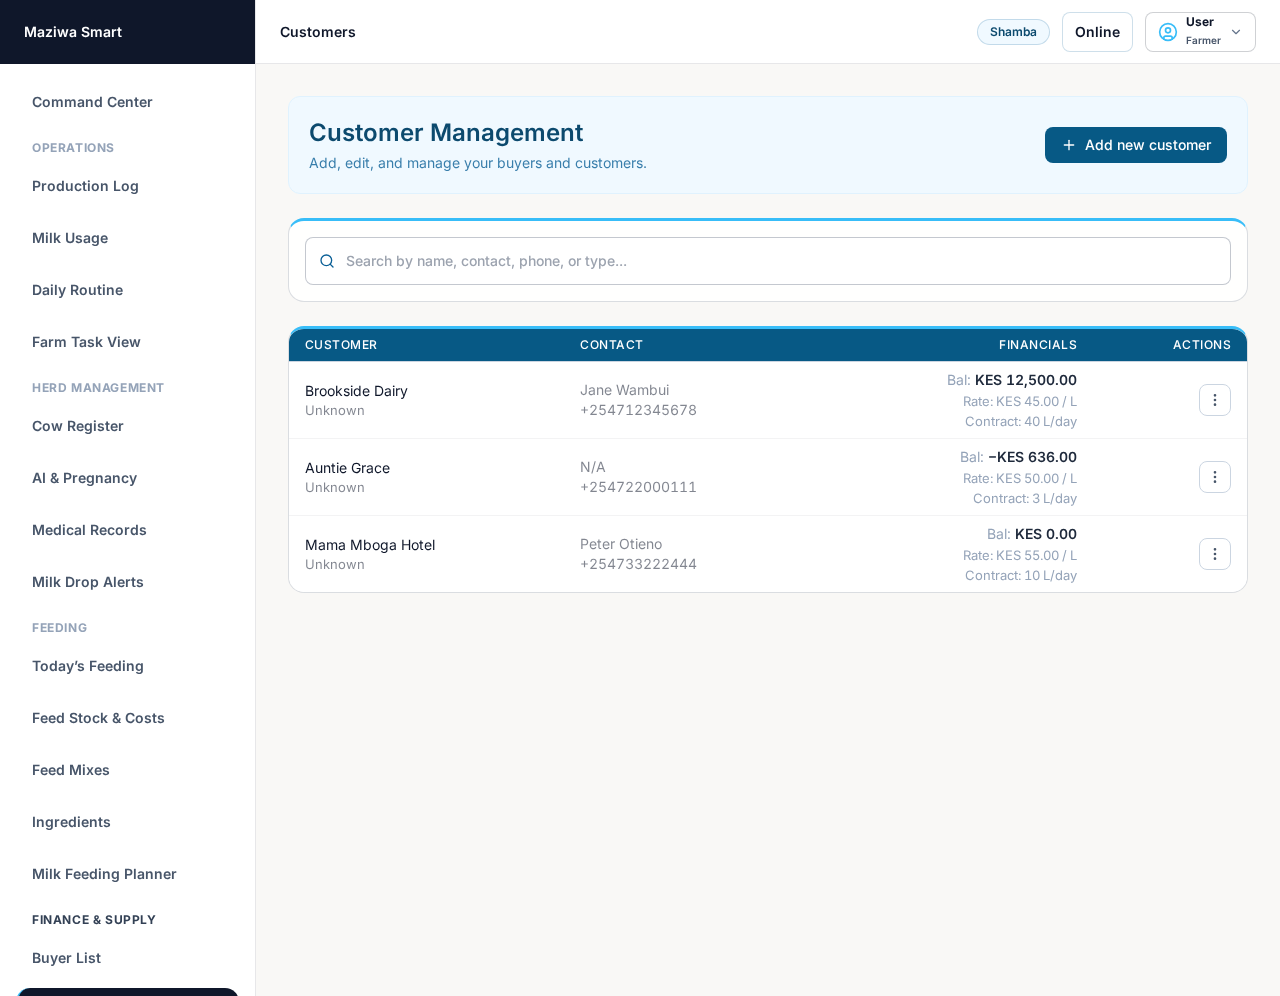 Maziwa Smart
Customers
Shamba
Online
User
Farmer
Command Center
OPERATIONS
Production Log
Milk Usage
Daily Routine
Farm Task View
HERD MANAGEMENT
Cow Register
AI & Pregnancy
Medical Records
Milk Drop Alerts
FEEDING
Today’s Feeding
Feed Stock & Costs
Feed Mixes
Ingredients
Milk Feeding Planner
FINANCE & SUPPLY
Buyer List
Customer Management
Add, edit, and manage your buyers and customers.
Add new customer
Search by name, contact, phone, or type...
CUSTOMER CONTACT FINANCIALS ACTIONS
Brookside Dairy
Unknown
Jane Wambui
+254712345678
Bal: KES 12,500.00
Rate: KES 45.00 / L
Contract: 40 L/day
Auntie Grace
Unknown
N/A
+254722000111
Bal: −KES 636.00
Rate: KES 50.00 / L
Contract: 3 L/day
Mama Mboga Hotel
Unknown
Peter Otieno
+254733222444
Bal: KES 0.00
Rate: KES 55.00 / L
Contract: 10 L/day